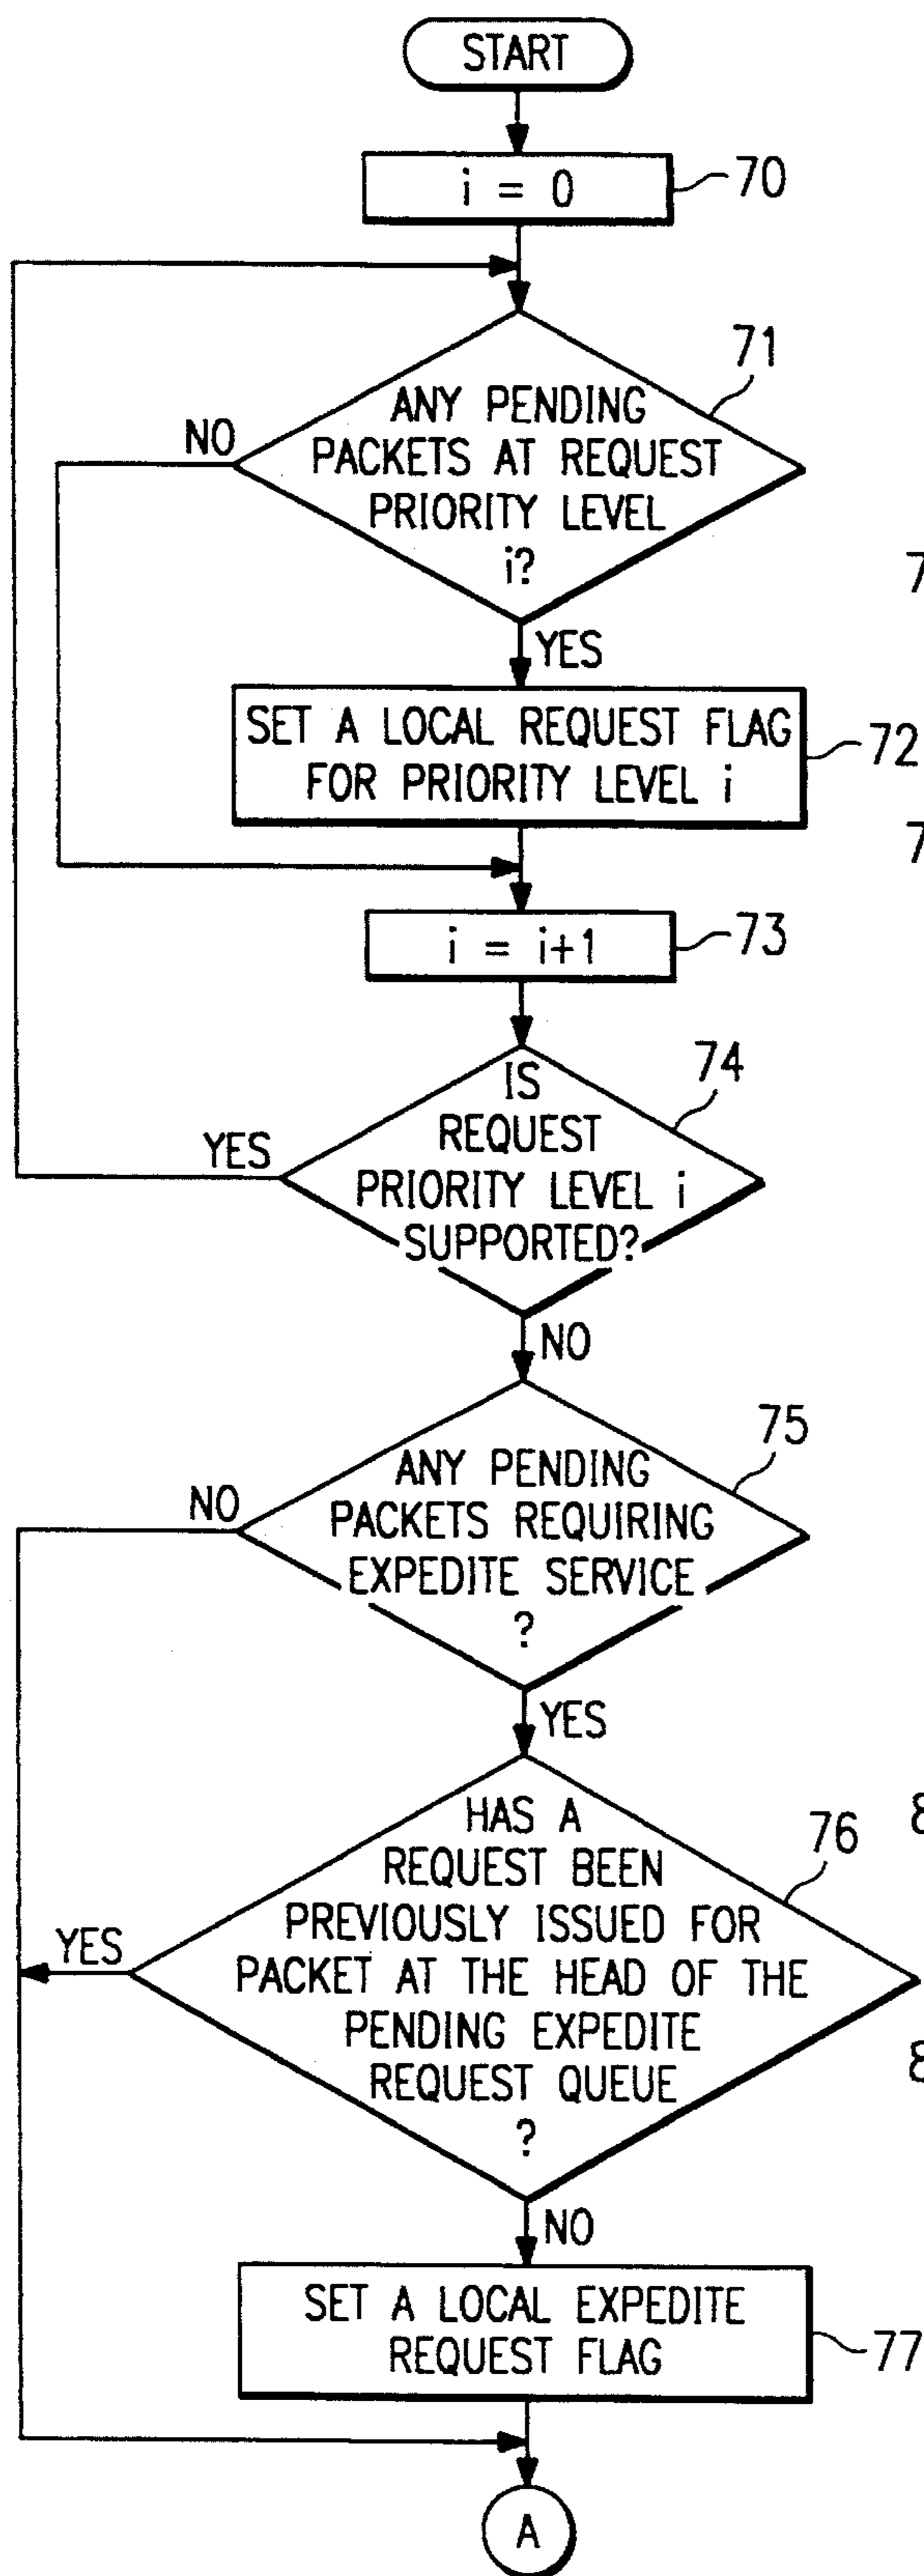 START
i = 0
70
71
ANY PENDING
PACKETS AT REQUEST
PRIORITY LEVEL
i?
NO
YES
SET A LOCAL REQUEST FLAG
FOR PRIORITY LEVEL i
72
i = i+1
73
74
IS
REQUEST
PRIORITY LEVEL i
SUPPORTED?
YES
NO
75
ANY PENDING
PACKETS REQUIRING
EXPEDITE SERVICE
?
NO
YES
76
HAS A
REQUEST BEEN
PREVIOUSLY ISSUED FOR
PACKET AT THE HEAD OF THE
PENDING EXPEDITE
REQUEST QUEUE
?
YES
NO
SET A LOCAL EXPEDITE
REQUEST FLAG
77
A